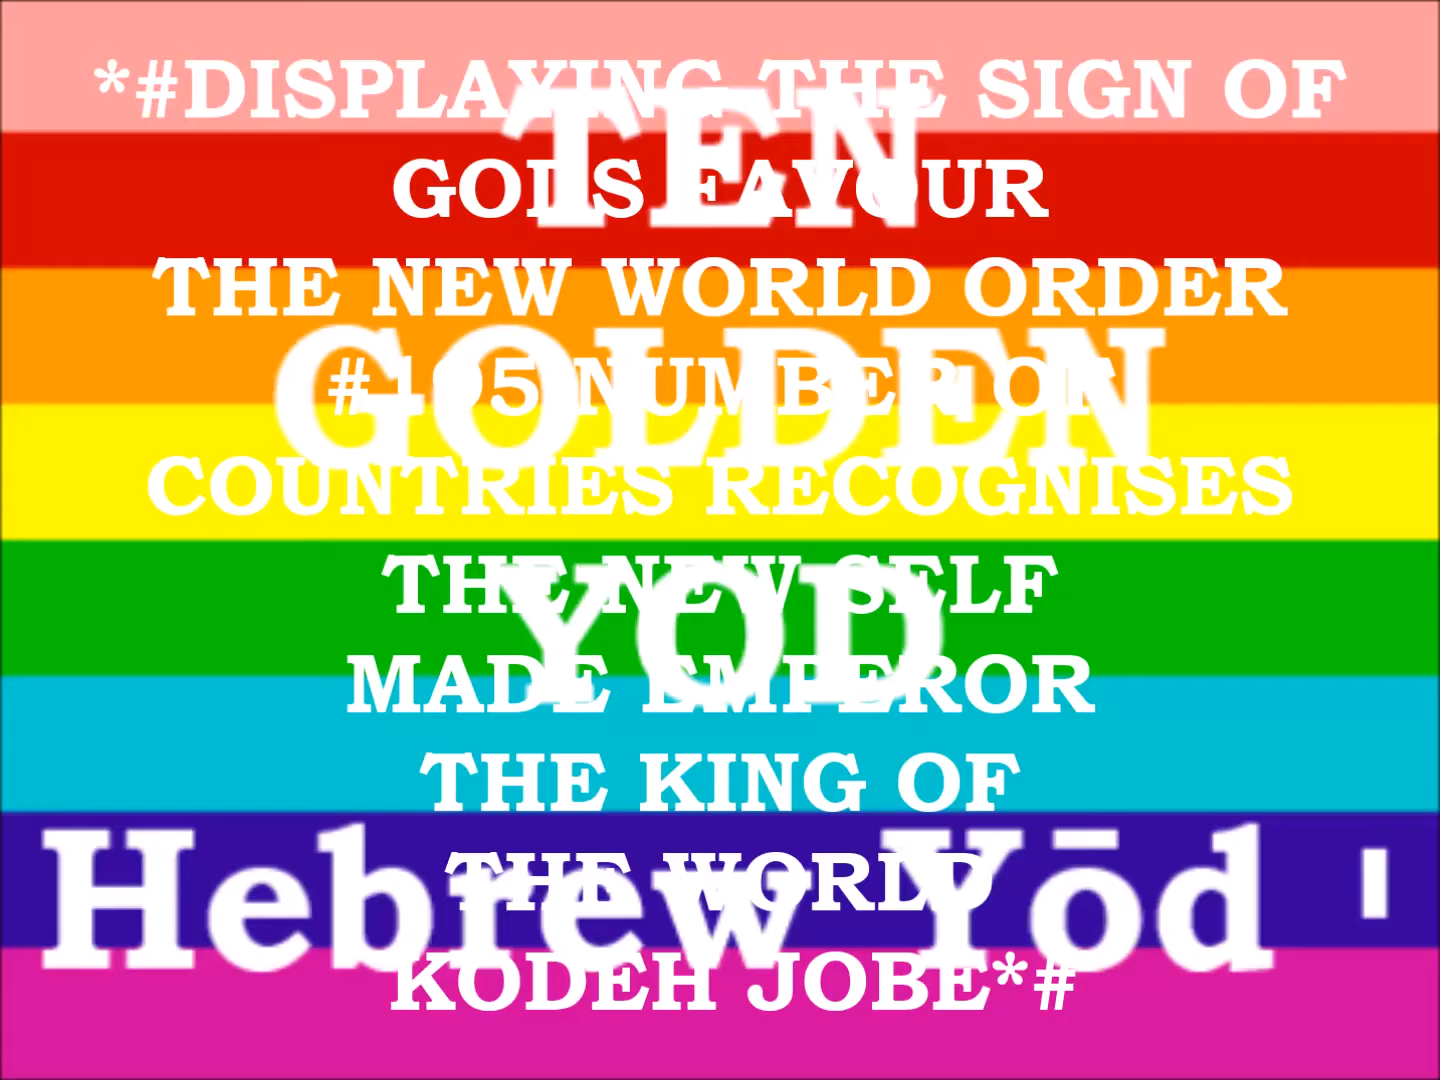 *#DISPLAYING THE SIGN OF
GODS FAVOUR
THE NEW WORLD ORDER
#195 NUMBER OF
COUNTRIES RECOGNISES
THE NEW SELF
MADE EMPEROR
THE KING OF
THE WORLD
KODEH JOBE*#
TEN
GOLDEN
YOD
Hebrew Yōd '